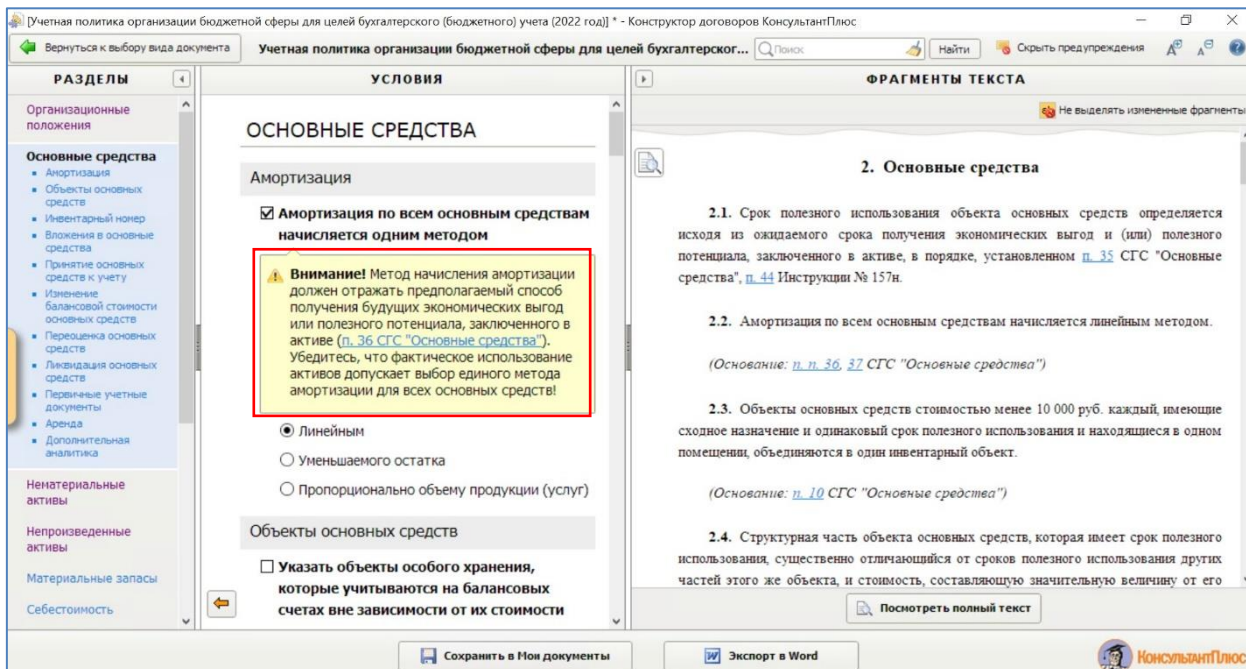 [Учетная политика организации бюджетной сферы для целей бухгалтерского (бюджетного) учета (2022 год)] * - Конструктор договоров КонсультантПлюс
Вернуться к выбору вида документа
Учетная политика организации бюджетной сферы для целей бухгалтерског...
Поиск
Найти
Скрыть предупреждения
РАЗДЕЛЫ
Организационные
положения
Основные средства
Амортизация
Объекты основных
средств
Инвентарный номер
Вложения в основные
средства
Принятие основных
средств к учету
Изменение
балансовой стоимости
основных средств
Переоценка основных
средств
Ликвидация основных
средств
Первичные учетные
документы
Аренда
Дополнительная
аналитика
Нематериальные
активы
Непроизведенные
активы
Материальные запасы
Себестоимость
УСЛОВИЯ
ОСНОВНЫЕ СРЕДСТВА
Амортизация
Амортизация по всем основным средствам
начисляется одним методом
Внимание! Метод начисления амортизации
должен отражать предполагаемый способ
получения будущих экономических выгод
или полезного потенциала, заключенного в
активе (п. 36 СГС "Основные средства").
Убедитесь, что фактическое использование
активов допускает выбор единого метода
амортизации для всех основных средств!
Линейным
Уменьшаемого остатка
Пропорционально объему продукции (услуг)
Объекты основных средств
Указать объекты особого хранения,
которые учитываются на балансовых
счетах вне зависимости от их стоимости
ФРАГМЕНТЫ ТЕКСТА
Не выделять измененные фрагменты
2. Основные средства
2.1. Срок полезного использования объекта основных средств определяется
исходя из ожидаемого срока получения экономических выгод и (или) полезного
потенциала, заключенного в активе, в порядке, установленном п. 35 СГС "Основные
средства", п. 44 Инструкции № 157н.
2.2. Амортизация по всем основным средствам начисляется линейным методом.
(Основание: п. п. 36, 37 СГС "Основные средства")
2.3. Объекты основных средств стоимостью менее 10 000 руб. каждый, имеющие
сходное назначение и одинаковый срок полезного использования и находящиеся в одном
помещении, объединяются в один инвентарный объект.
(Основание: п. 10 СГС "Основные средства")
2.4. Структурная часть объекта основных средств, которая имеет срок полезного
использования, существенно отличающийся от сроков полезного использования других
частей этого же объекта, и стоимость, составляющую значительную величину от его
Посмотреть полный текст
Сохранить в Мои документы
Экспорт в Word
КОНСУЛЬТАНТПЛЮС